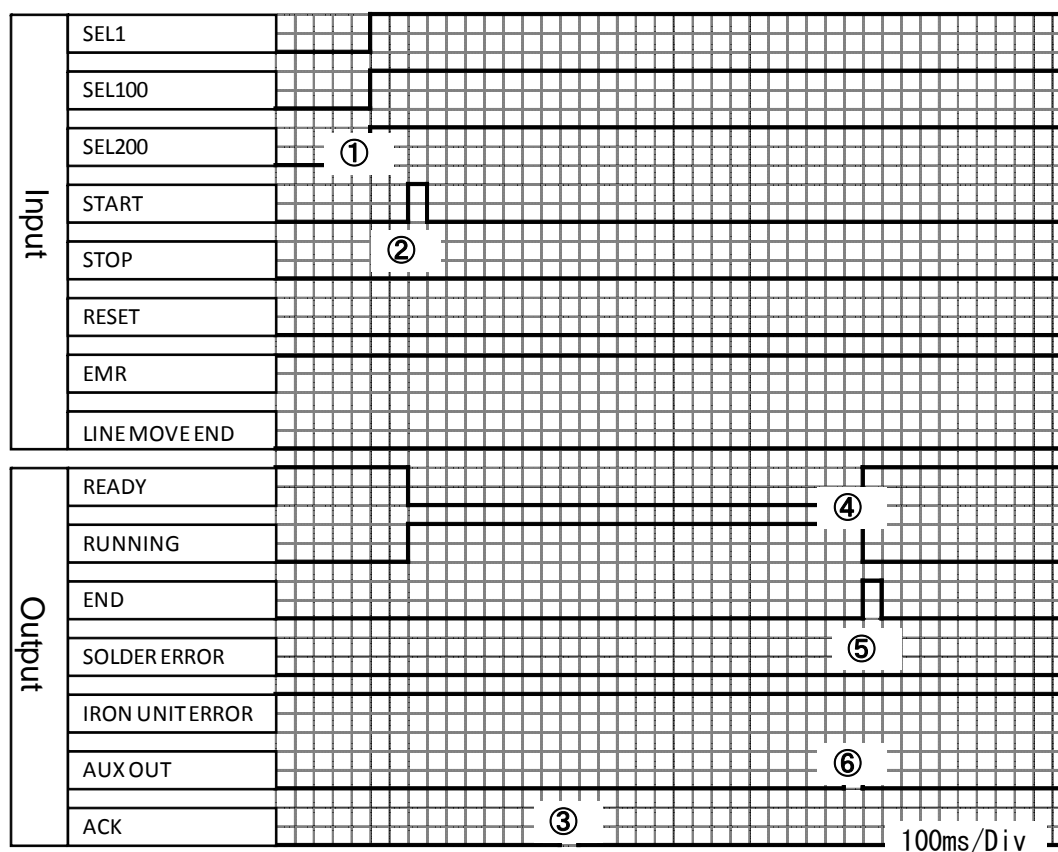 Input
SEL1
SEL100
SEL200
①
START
②
STOP
RESET
EMR
LINE MOVE END
Output
READY
④
RUNNING
END
⑤
SOLDER ERROR
IRON UNIT ERROR
AUX OUT
⑥
ACK
③
100ms/Div